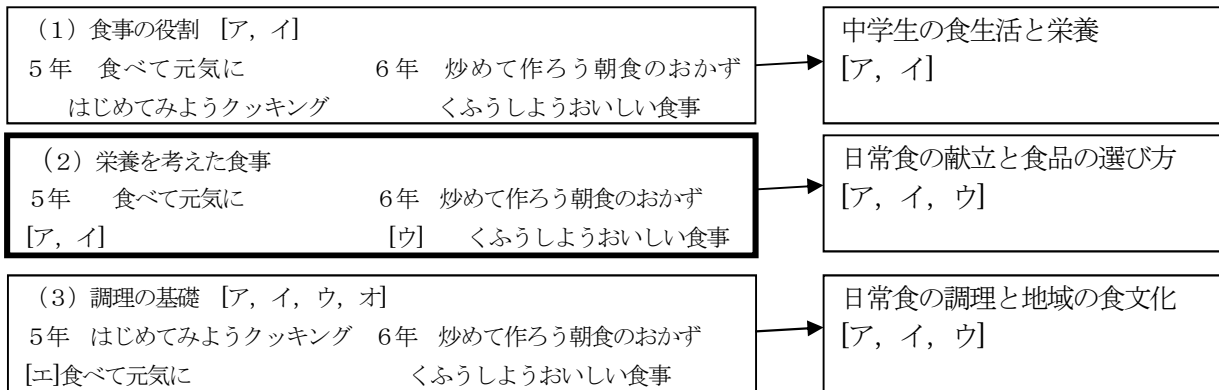 (1)食事の役割 [ア,イ]
5年 食べて元気に 6年 炒めて作ろう朝食のおかず
はじめてみようクッキング くふうしようおいしい食事
中学生の食生活と栄養
[ア,イ]
(2)栄養を考えた食事
5年 食べて元気に 6年 炒めて作ろう朝食のおかず
[ア,イ] [ウ] くふうしようおいしい食事
日常食の献立と食品の選び方
[ア,イ,ウ]
(3)調理の基礎 [ア,イ,ウ,オ]
5年 はじめてみようクッキング 6年 炒めて作ろう朝食のおかず
[エ]食べて元気に くふうしようおいしい食事
日常食の調理と地域の食文化
[ア,イ,ウ]